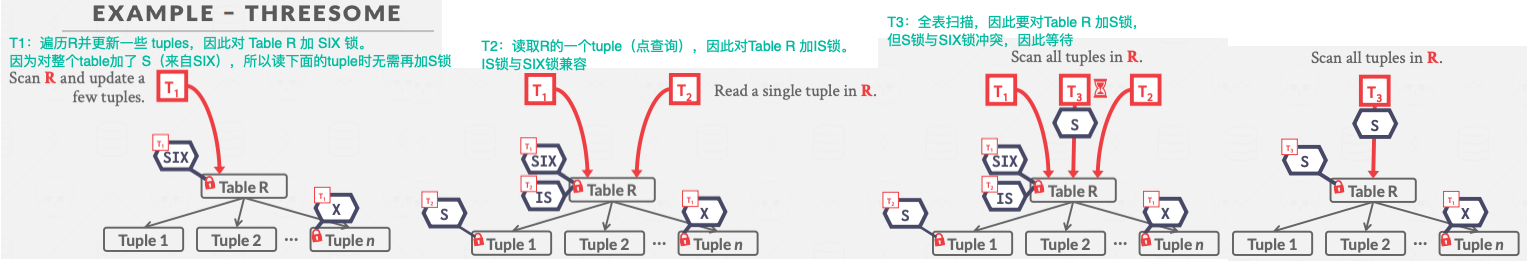 EXAMPLE – THREESOME
T1：遍历R并更新一些 tuples，因此对 Table R 加 SIX 锁。
因为对整个table加了 S（来自SIX），所以读下面的tuple时无需再加S锁
Scan R and update a
few tuples.
T1
T1
SIX
Table R
T1
X
Tuple 1
Tuple 2
...
Tuple n
T2：读取R的一个tuple（点查询），因此对Table R 加IS锁。
IS锁与SIX锁兼容
T1
T2
Read a single tuple in R.
T1
SIX
T2
IS
Table R
T2
S
T1
X
Tuple 1
Tuple 2
...
Tuple n
T3：全表扫描，因此要对Table R 加S锁，
但S锁与SIX锁冲突，因此等待
Scan all tuples in R.
T1
T3
T2
S
T1
SIX
T2
IS
Table R
T2
S
T1
X
Tuple 1
Tuple 2
...
Tuple n
Scan all tuples in R.
T3
S
T3
S
Table R
T1
X
Tuple 1
Tuple 2
...
Tuple n